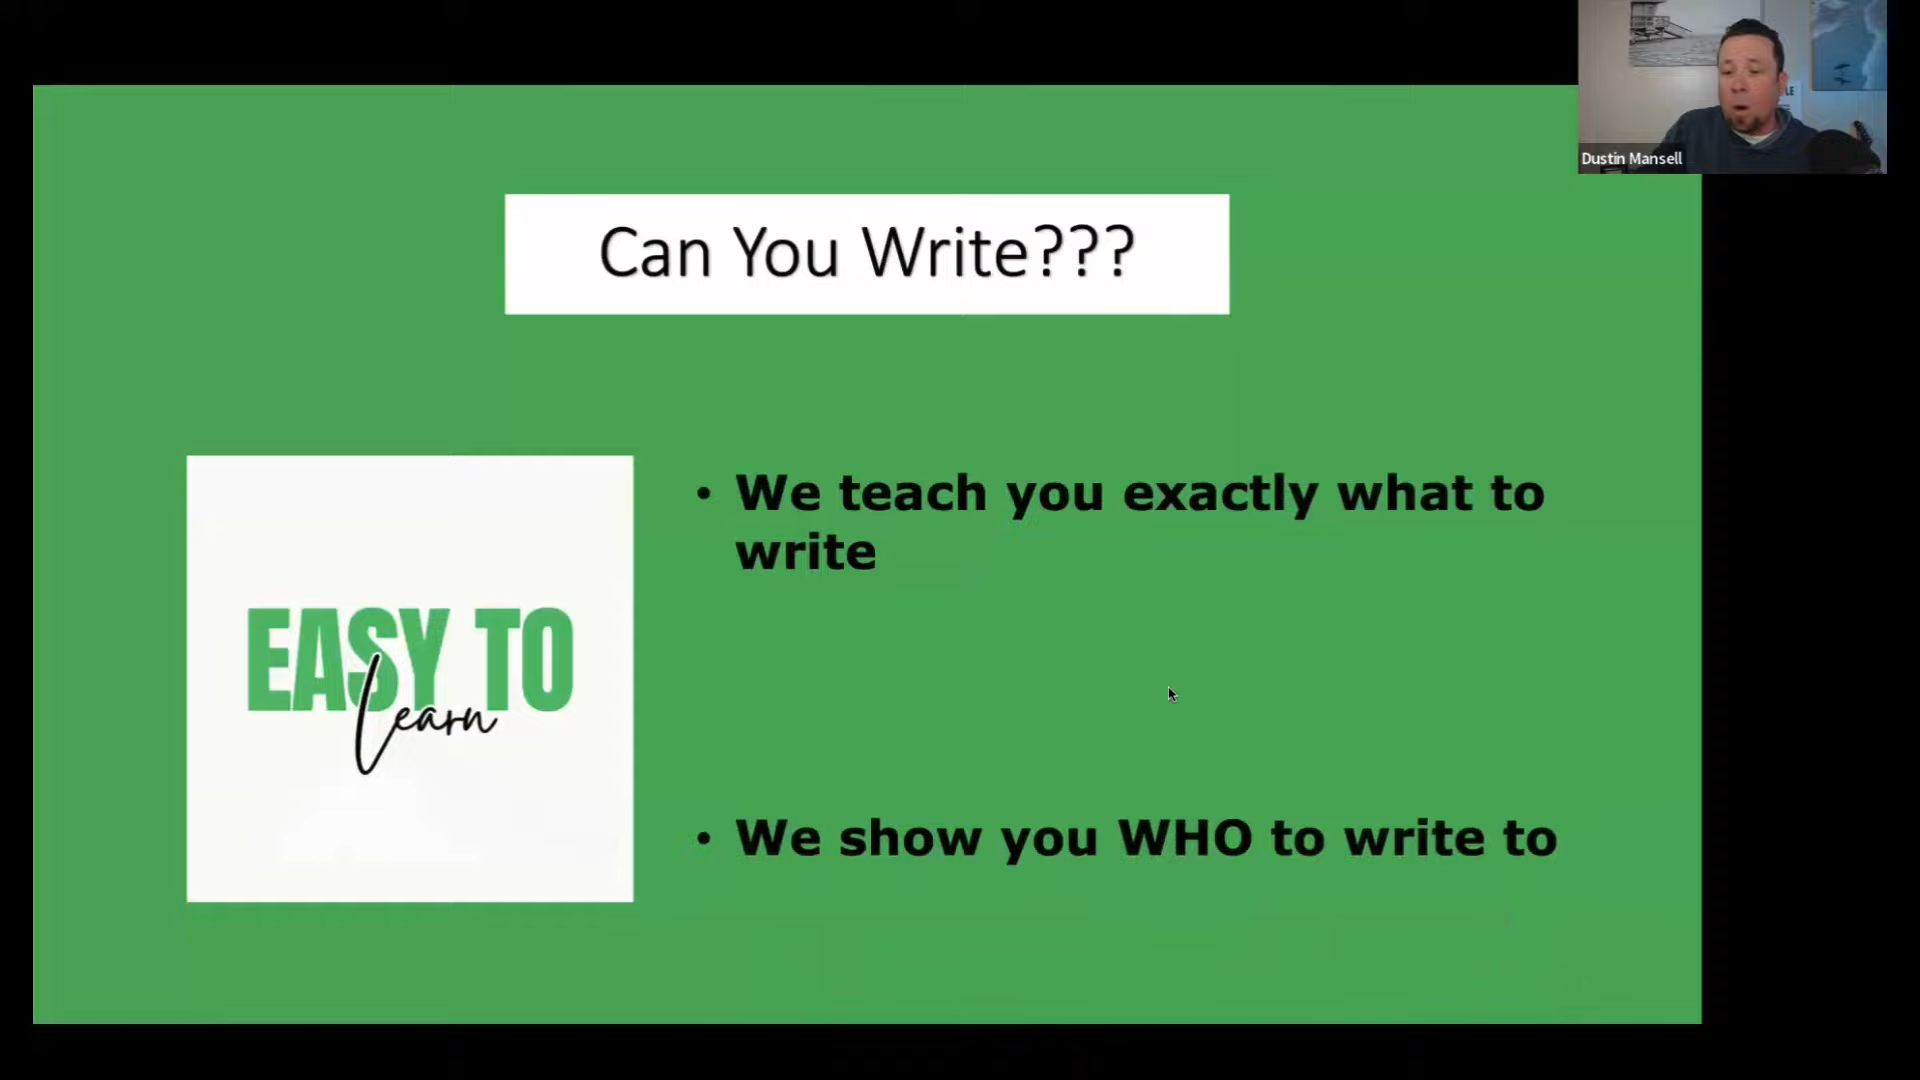 Dustin Mansell
Can You Write???
• We teach you exactly what to
write
EASY TO
Learn
• We show you WHO to write to